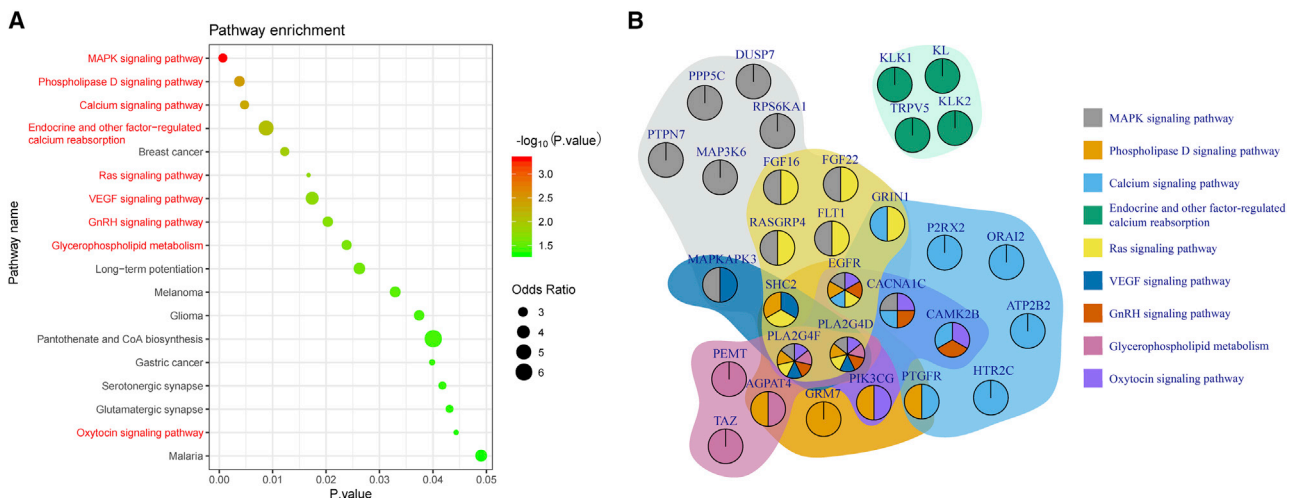 A
Pathway enrichment
Pathway name
MAPK signaling pathway
Phospholipase D signaling pathway
Calcium signaling pathway
Endocrine and other factor-regulated
calcium reabsorption
Breast cancer
Ras signaling pathway
VEGF signaling pathway
GnRH signaling pathway
Glycerophospholipid metabolism
Long-term potentiation
Melanoma
Glioma
Pantothenate and CoA biosynthesis
Gastric cancer
Serotonergic synapse
Glutamatergic synapse
Oxytocin signaling pathway
Malaria
0.00 0.01 0.02 0.03 0.04 0.05
P.value
-log10(P.value)
3.0
2.5
2.0
1.5
Odds Ratio
3
4
5
6
B
DUSP7
PPP5C
RPS6KA1
PTPN7
MAP3K6
KLK1
KL
TRPV5
KLK2
FGF16
FGF22
GRIN1
RASGRP4
FLT1
P2RX2
ORAI2
MAPKAPK3
EGFR
SHC2
CACNA1C
ATP2B2
CAMK2B
PLA2G4D
PLA2G4F
PEMT
AGPAT4
PIK3CG
PTGFR
HTR2C
GRM7
TAZ
MAPK signaling pathway
Phospholipase D signaling pathway
Calcium signaling pathway
Endocrine and other factor-regulated
calcium reabsorption
Ras signaling pathway
VEGF signaling pathway
GnRH signaling pathway
Glycerophospholipid metabolism
Oxytocin signaling pathway